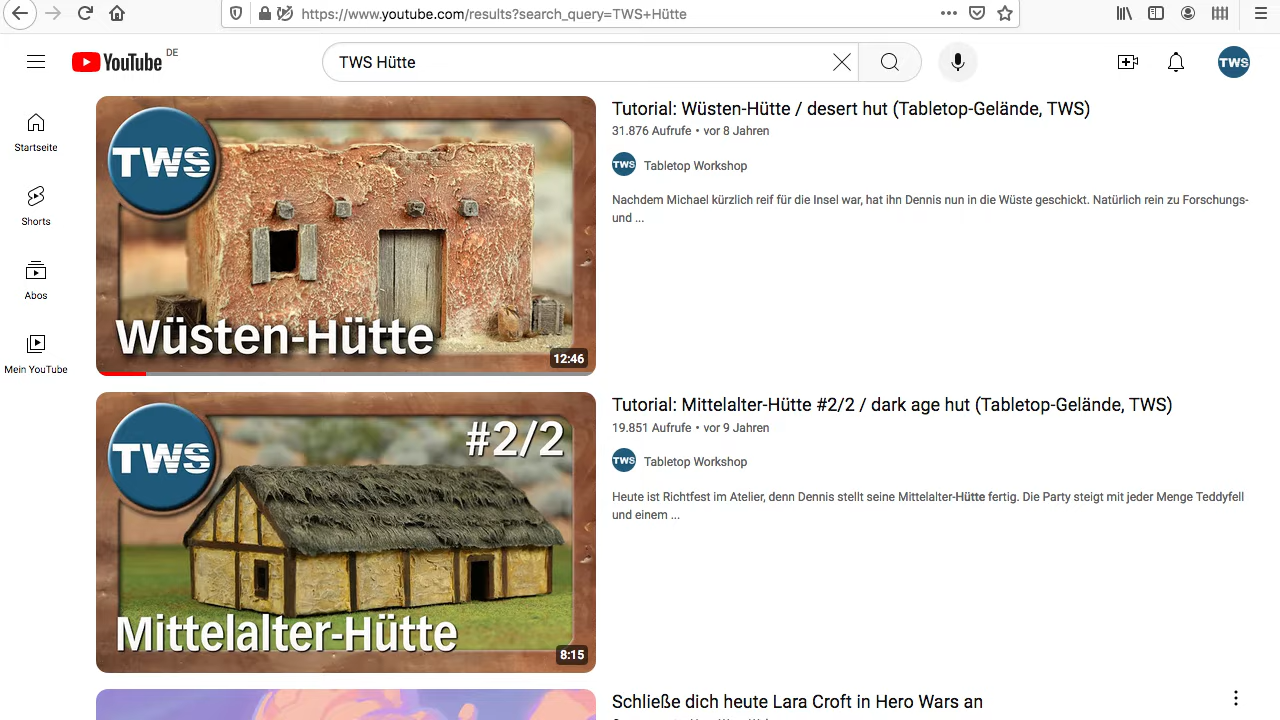 https://www.youtube.com/results?search_query=TWS+Hütte
YouTube DE
TWS Hütte
TWS
Startseite
Shorts
Abos
Mein YouTube
TWS
Wüsten-Hütte
12:46
Tutorial: Wüsten-Hütte / desert hut (Tabletop-Gelände, TWS)
31.876 Aufrufe • vor 8 Jahren
TWS Tabletop Workshop
Nachdem Michael kürzlich reif für die Insel war, hat ihn Dennis nun in die Wüste geschickt. Natürlich rein zu Forschungs-
und ...
TWS
#2/2
Mittelalter-Hütte
8:15
Tutorial: Mittelalter-Hütte #2/2 / dark age hut (Tabletop-Gelände, TWS)
19.851 Aufrufe • vor 9 Jahren
TWS Tabletop Workshop
Heute ist Richtfest im Atelier, denn Dennis stellt seine Mittelalter-Hütte fertig. Die Party steigt mit jeder Menge Teddyfell
und einem ...
Schließe dich heute Lara Croft in Hero Wars an